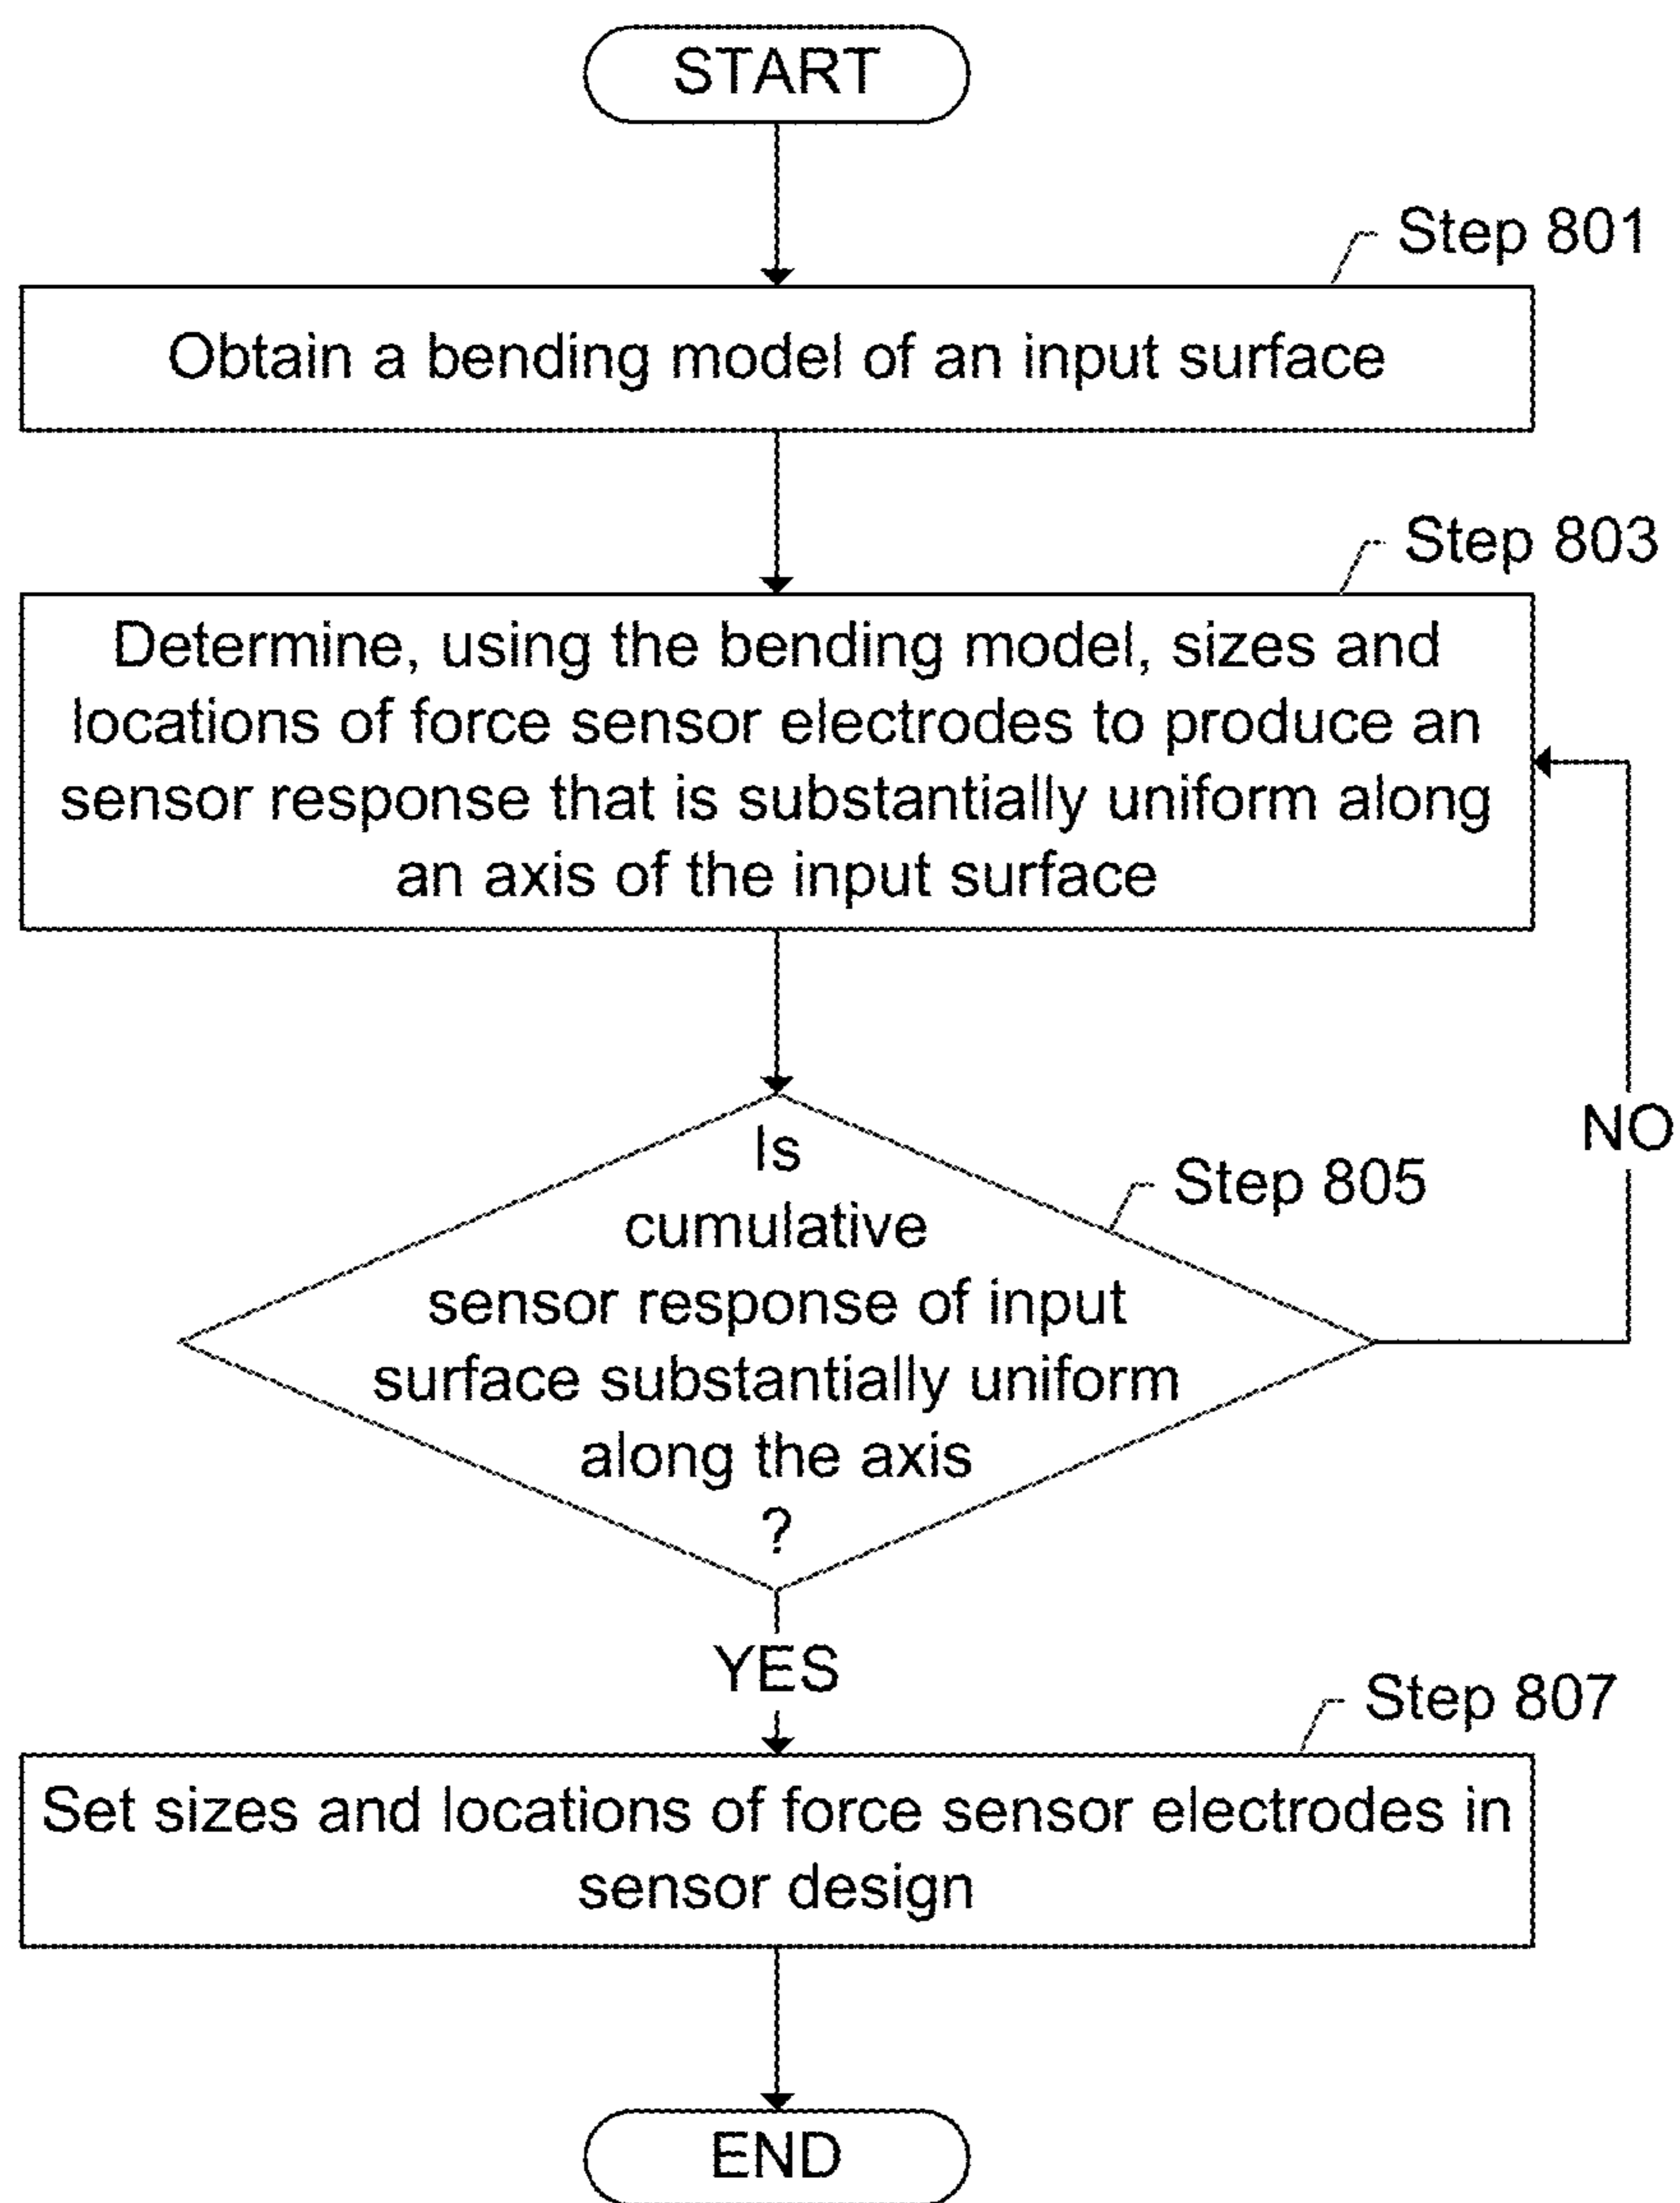 START
Step 801
Obtain a bending model of an input surface
Step 803
Determine, using the bending model, sizes and
locations of force sensor electrodes to produce an
sensor response that is substantially uniform along
an axis of the input surface
Is
cumulative
sensor response of input
surface substantially uniform
along the axis
?
Step 805
NO
YES
Step 807
Set sizes and locations of force sensor electrodes in
sensor design
END